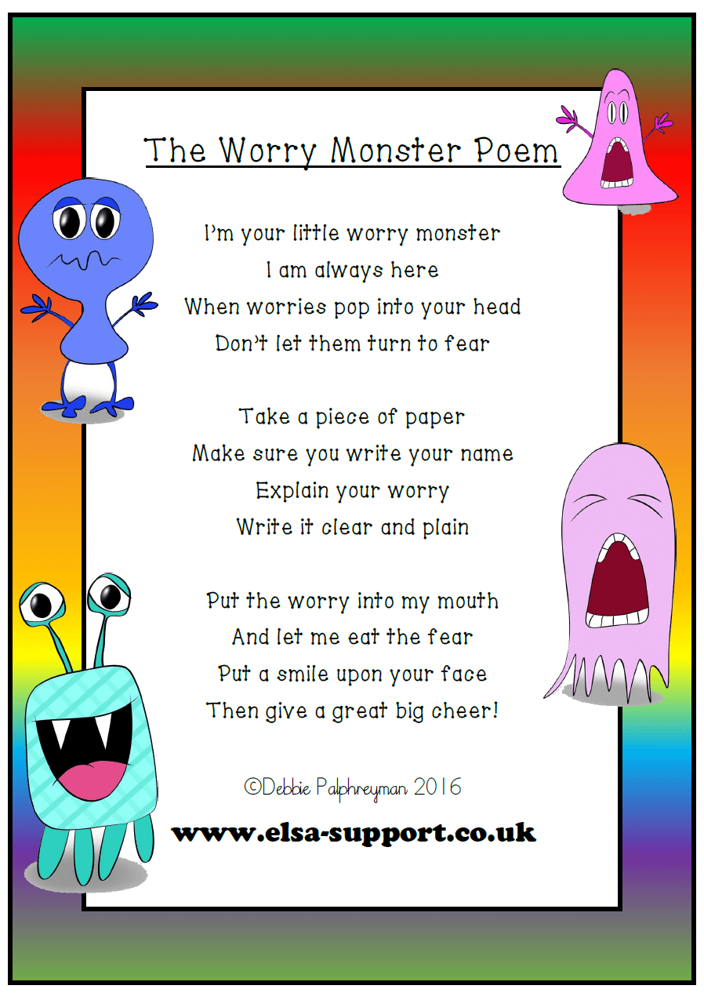 The Worry Monster Poem
I'm your little worry monster
I am always here
When worries pop into your head
Don't let them turn to fear
Take a piece of paper
Make sure you write your name
Explain your worry
Write it clear and plain
Put the worry into my mouth
And let me eat the fear
Put a smile upon your face
Then give a great big cheer!
©Debbie Palphreyman 2016
www.elsa-support.co.uk